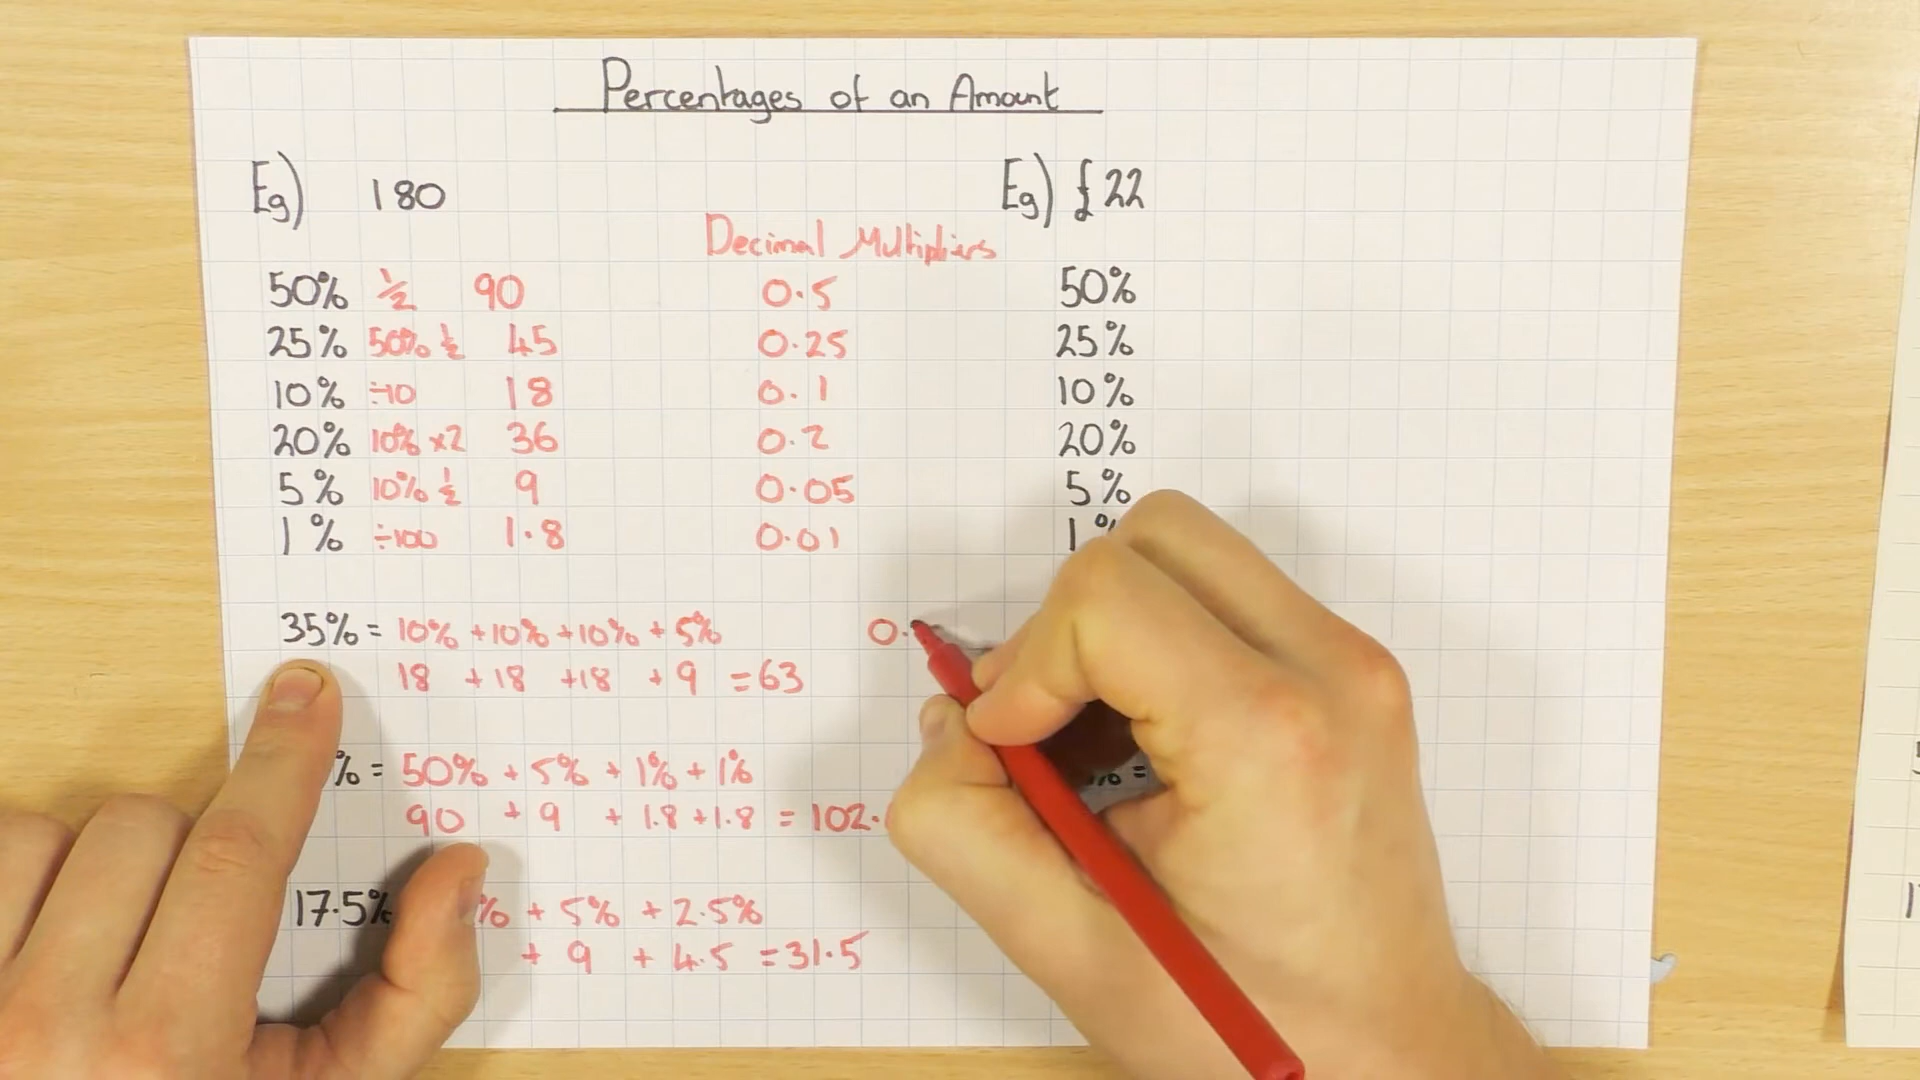 Percentages of an Amount
Eg) 180
Decimal Multipliers
50% ½ 90 0.5
25% 50% ½ 45 0.25
10% ÷10 18 0.1
20% 10% ×2 36 0.2
5% 10% ½ 9 0.05
1% ÷100 1.8 0.01
35% = 10% + 10% + 10% + 5% 0.
18 + 18 + 18 + 9 = 63
% = 50% + 5% + 1% + 1%
90 + 9 + 1.8 + 1.8 = 102.
17.5% % + 5% + 2.5%
+ 9 + 4.5 = 31.5
Eg) £22
50%
25%
10%
20%
5%
1%
% =